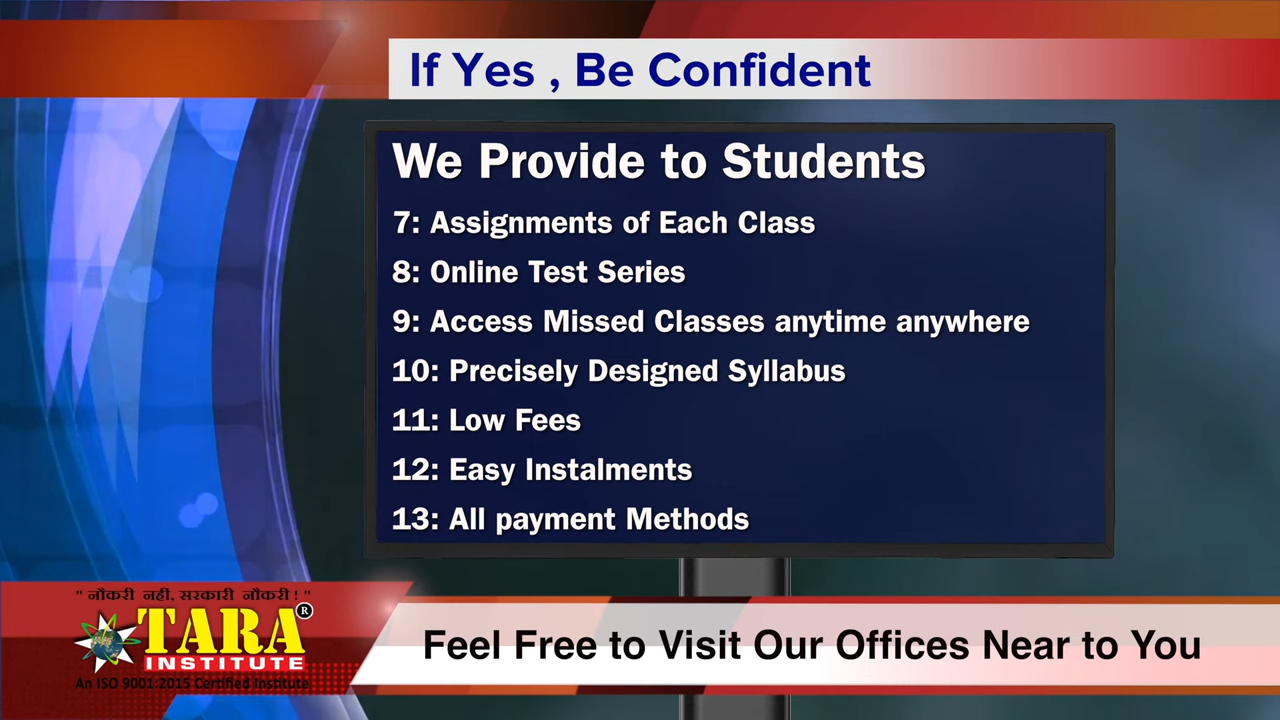 If Yes , Be Confident
We Provide to Students
7: Assignments of Each Class
8: Online Test Series
9: Access Missed Classes anytime anywhere
10: Precisely Designed Syllabus
11: Low Fees
12: Easy Instalments
13: All payment Methods
" नौकरी नहीं, सरकारी नौकरी ! "
TARA ®
INSTITUTE
An ISO 9001:2015 Certified Institute
Feel Free to Visit Our Offices Near to You